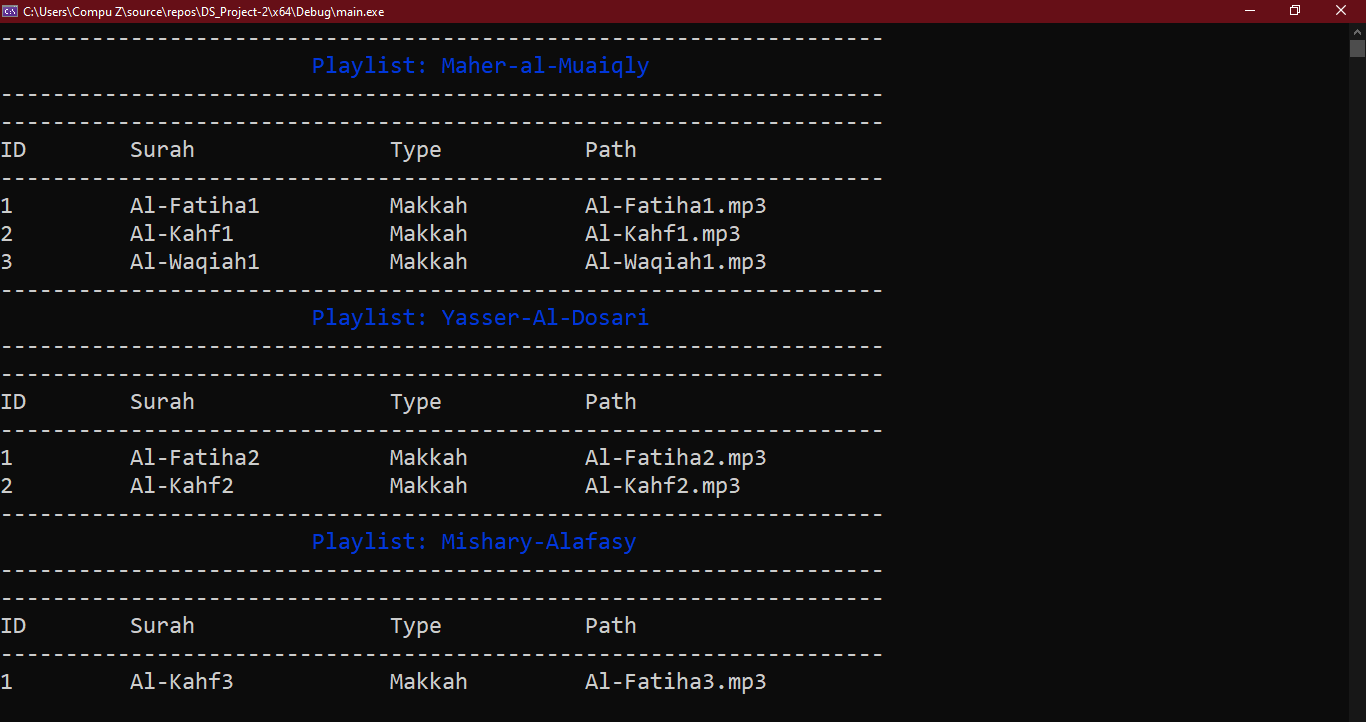 C:\Users\Compu Z\source\repos\DS_Project-2\x64\Debug\main.exe
--------------------------------------------------------------------
Playlist: Maher-al-Muaiqly
--------------------------------------------------------------------
--------------------------------------------------------------------
ID Surah Type Path
--------------------------------------------------------------------
1 Al-Fatiha1 Makkah Al-Fatiha1.mp3
2 Al-Kahf1 Makkah Al-Kahf1.mp3
3 Al-Waqiah1 Makkah Al-Waqiah1.mp3
--------------------------------------------------------------------
Playlist: Yasser-Al-Dosari
--------------------------------------------------------------------
--------------------------------------------------------------------
ID Surah Type Path
--------------------------------------------------------------------
1 Al-Fatiha2 Makkah Al-Fatiha2.mp3
2 Al-Kahf2 Makkah Al-Kahf2.mp3
--------------------------------------------------------------------
Playlist: Mishary-Alafasy
--------------------------------------------------------------------
--------------------------------------------------------------------
ID Surah Type Path
--------------------------------------------------------------------
1 Al-Kahf3 Makkah Al-Fatiha3.mp3